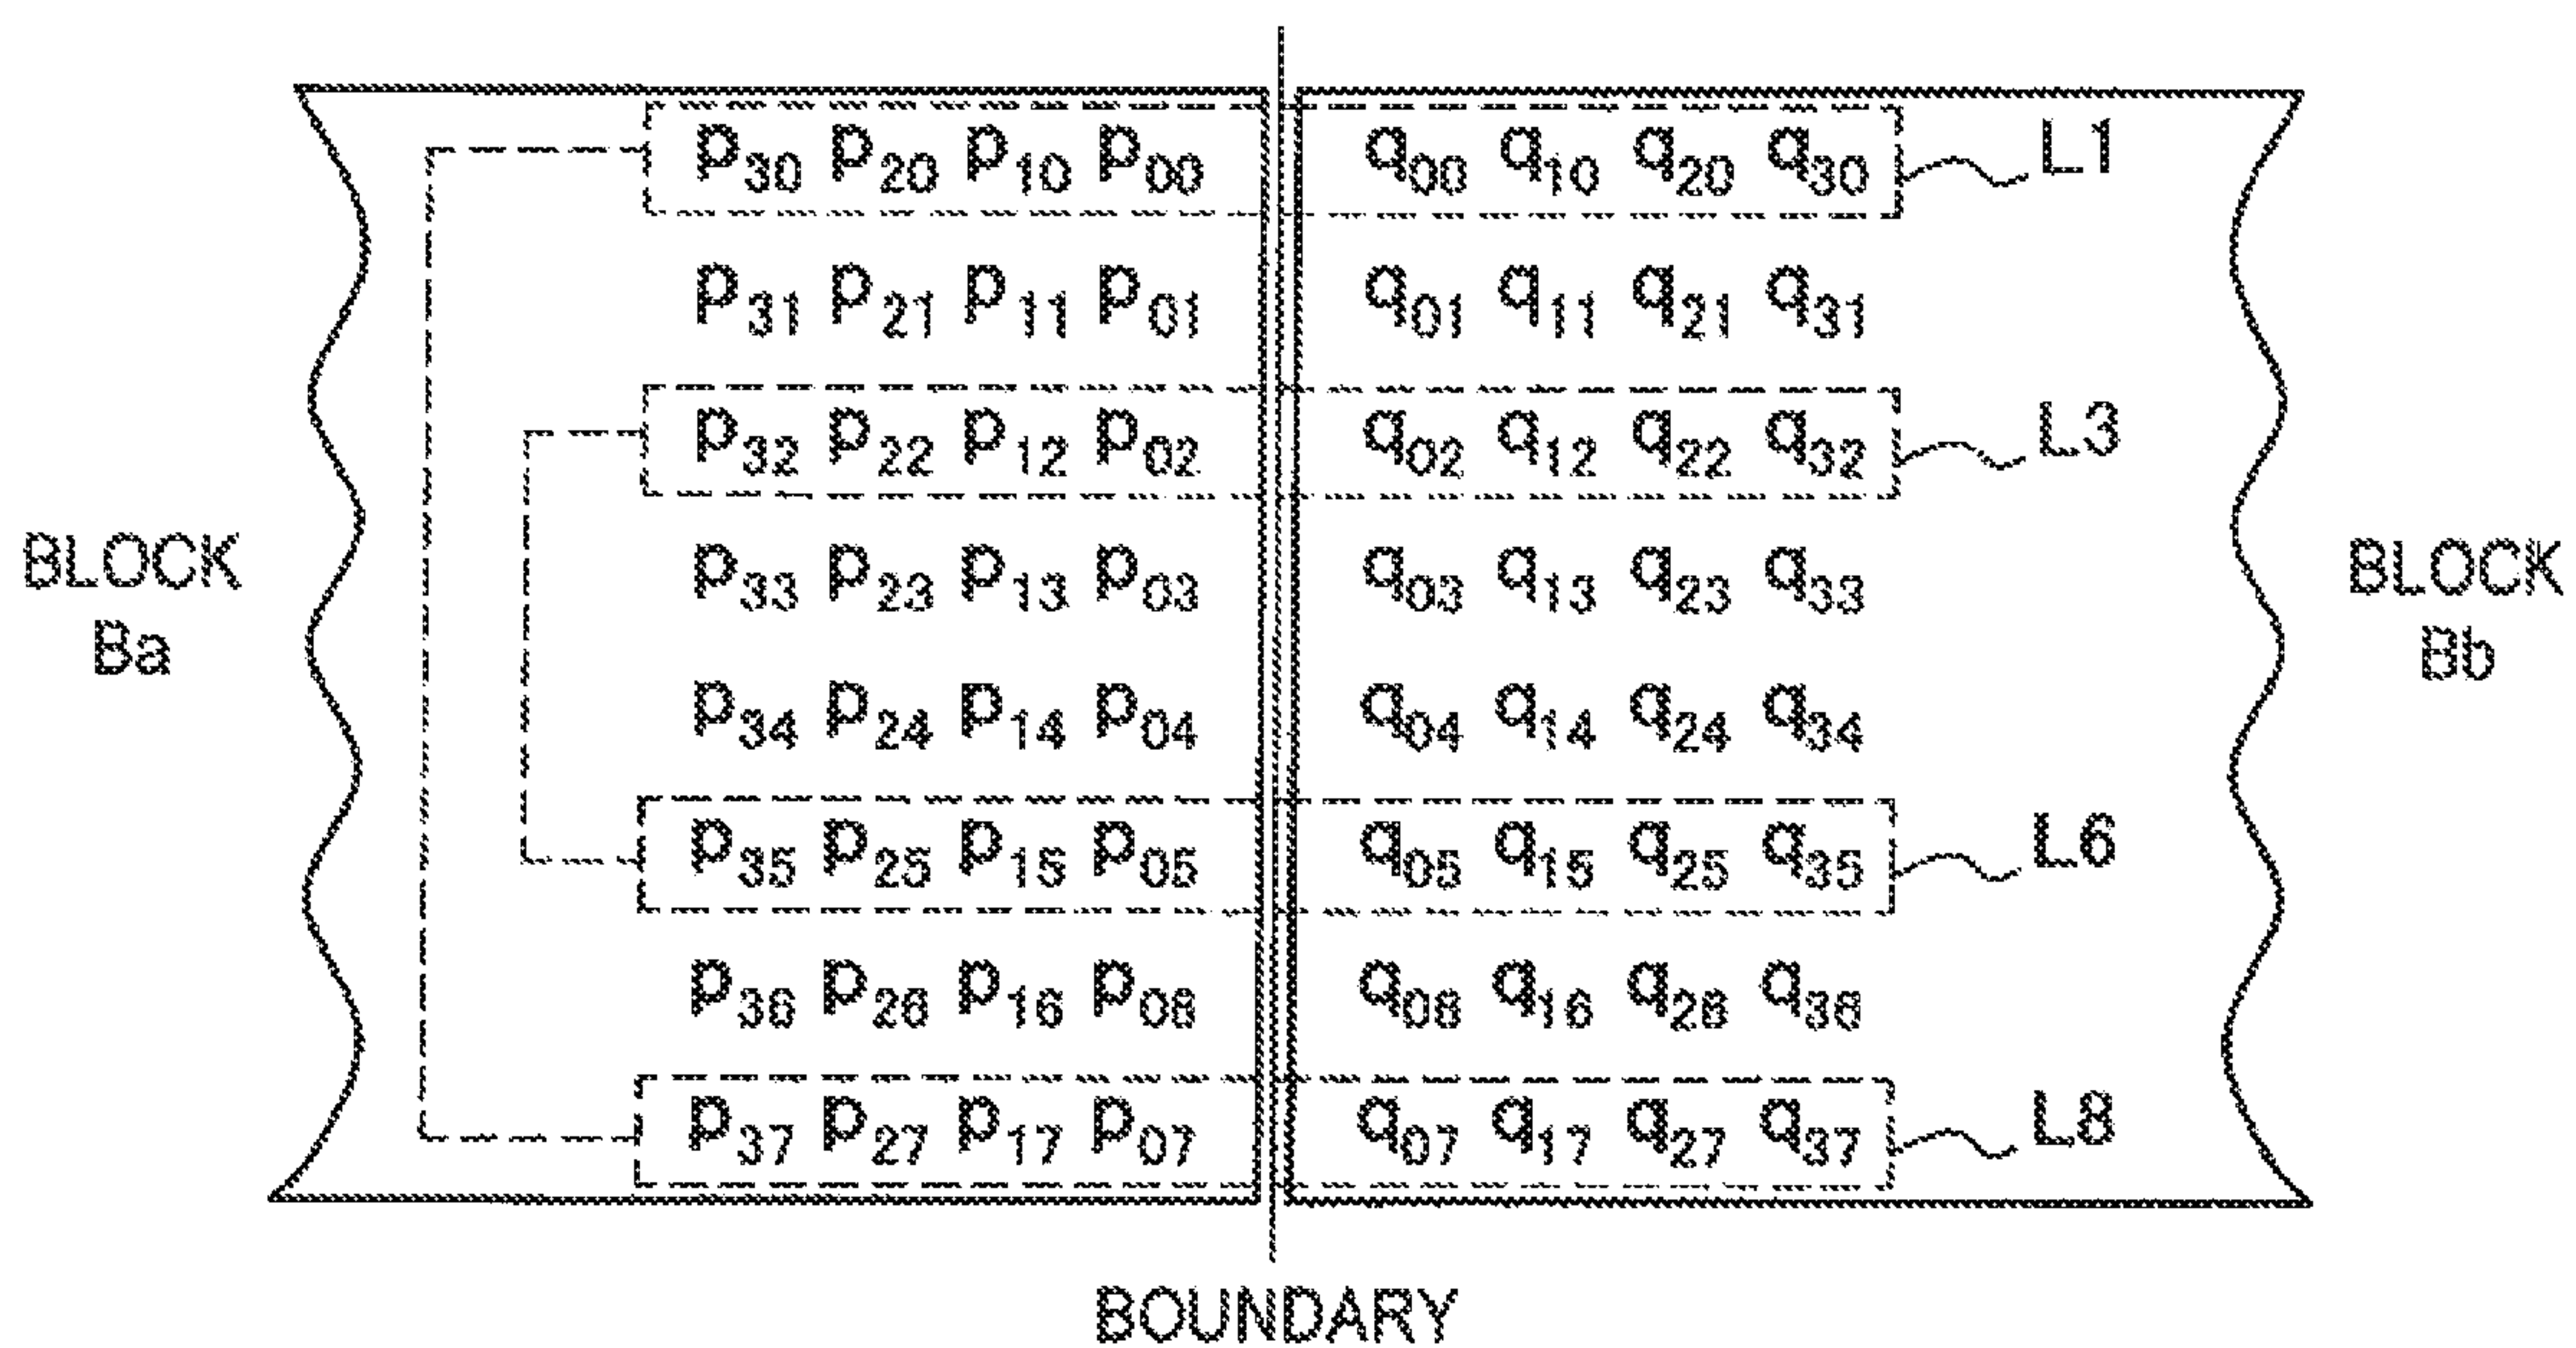 p30 p20 p10 p00 q00 q10 q20 q30 L1
p31 p21 p11 p01 q01 q11 q21 q31
p32 p22 p12 p02 q02 q12 q22 q32 L3
BLOCK Ba
p33 p23 p13 p03 q03 q13 q23 q33
BLOCK Bb
p34 p24 p14 p04 q04 q14 q24 q34
p35 p25 p15 p05 q05 q15 q25 q35 L6
p36 p26 p16 p06 q06 q16 q26 q36
p37 p27 p17 p07 q07 q17 q27 q37 L8
BOUNDARY